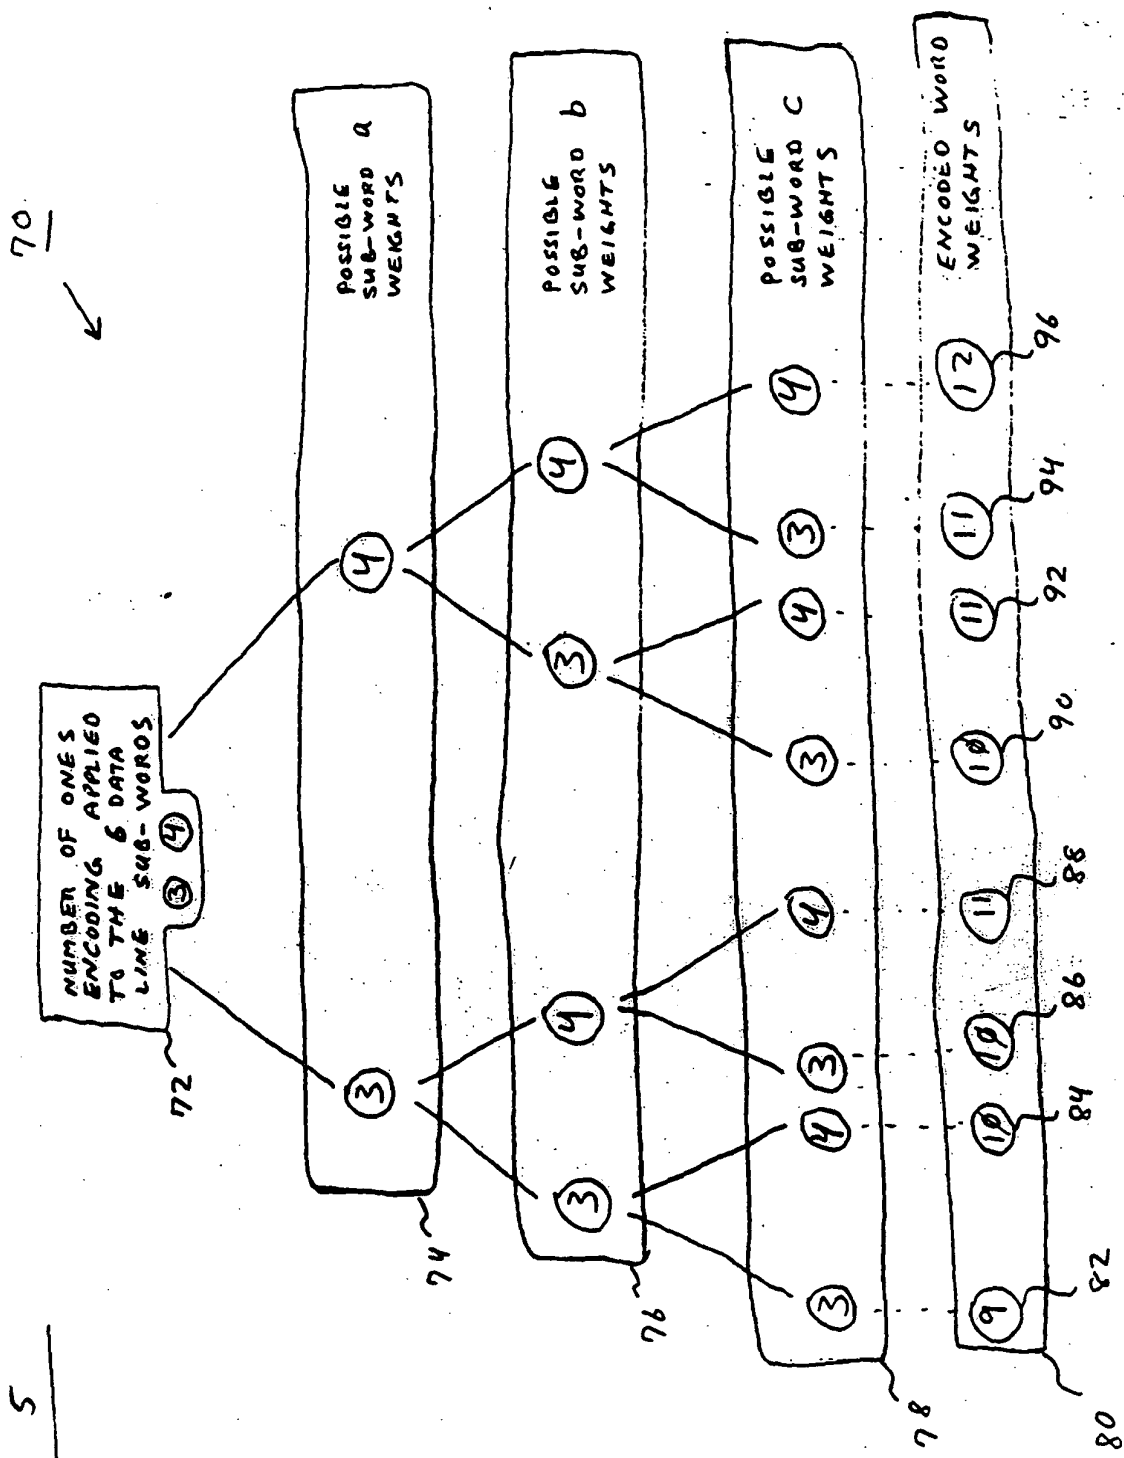 5
70
NUMBER OF ONES
ENCODING APPLIED
TO THE 6 DATA
LINE SUB-WORDS
3 4
72
3 4
POSSIBLE
SUB-WORD a
WEIGHTS
74
3 4 3 4
POSSIBLE
SUB-WORD b
WEIGHTS
76
3 4 3 4 3 4 3 4
POSSIBLE
SUB-WORD C
WEIGHTS
78
9 10 10 11 10 11 11 12
ENCODED WORD
WEIGHTS
80
82 84 86 88 90 92 94 96